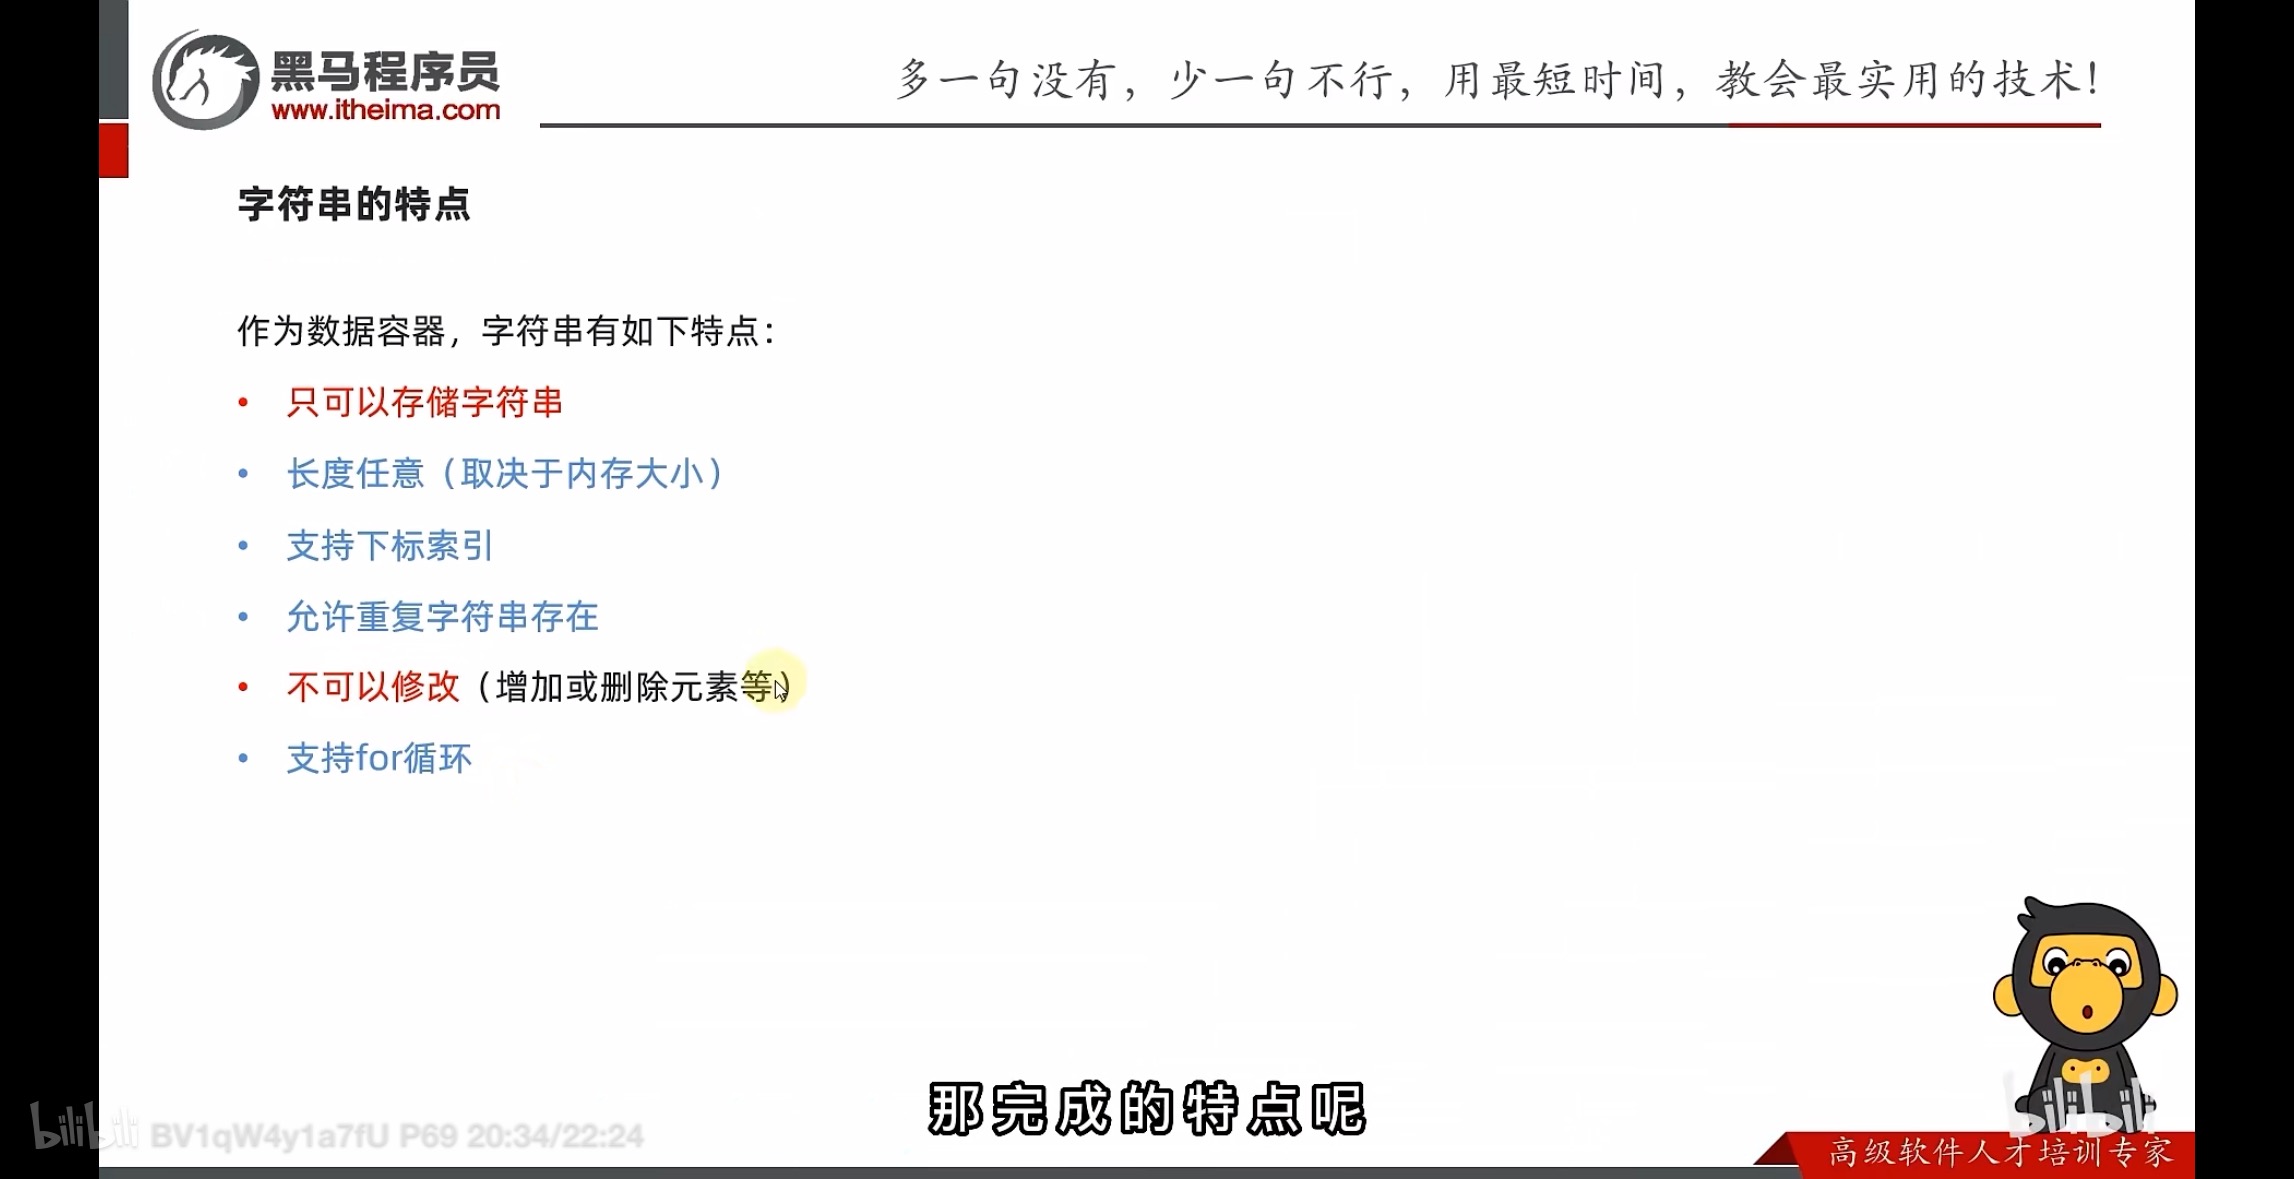 黑马程序员
www.itheima.com
多一句没有，少一句不行，用最短时间，教会最实用的技术！
字符串的特点
作为数据容器，字符串有如下特点：
• 只可以存储字符串
• 长度任意（取决于内存大小）
• 支持下标索引
• 允许重复字符串存在
• 不可以修改（增加或删除元素等）
• 支持for循环
那完成的特点呢
bilibili BV1qW4y1a7fU P69 20:34/22:24
bilibili
高级软件人才培训专家